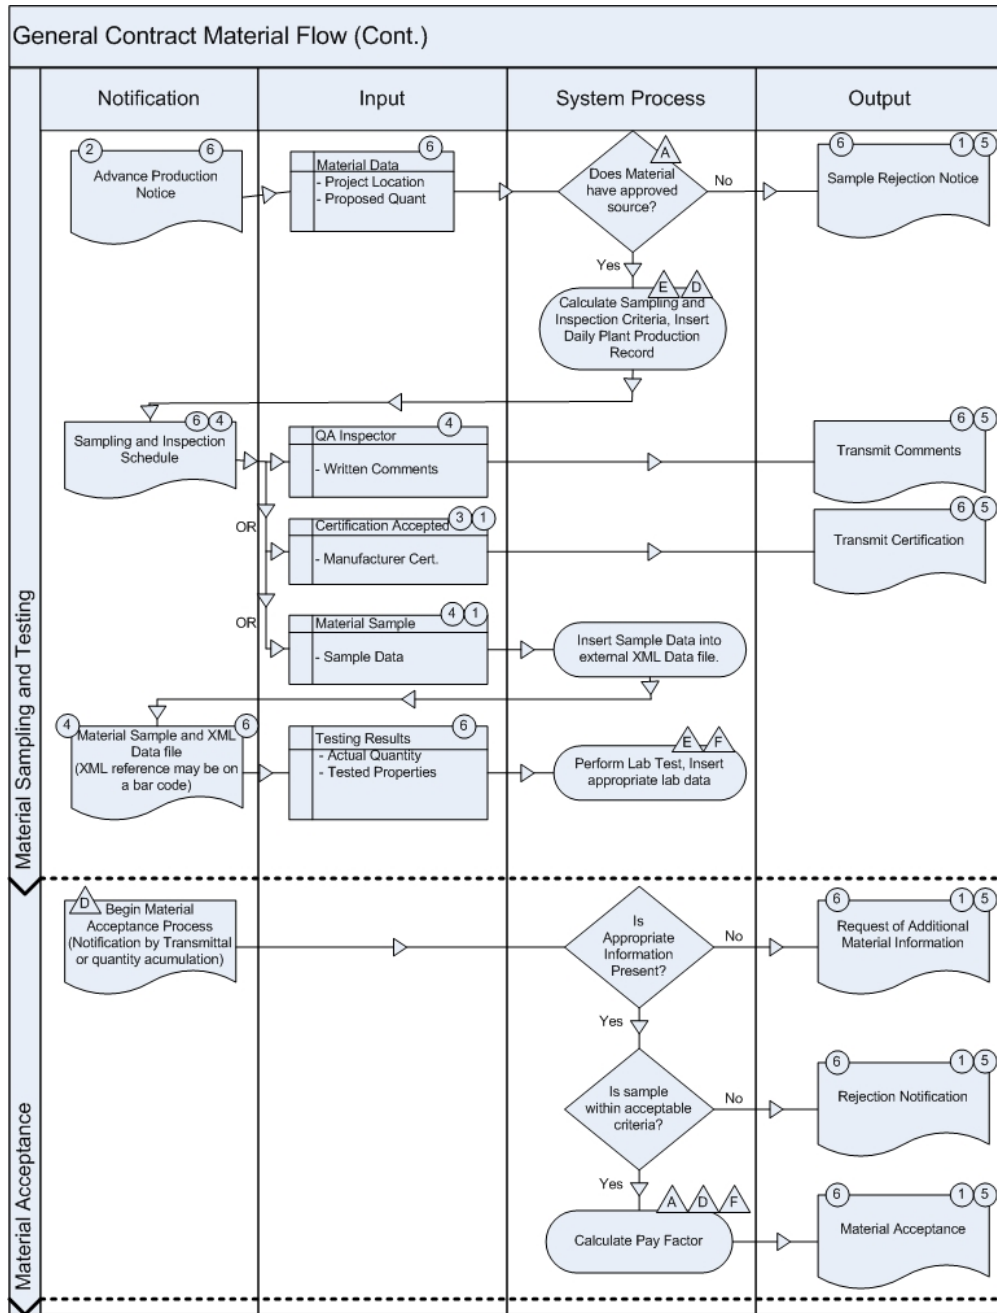 General Contract Material Flow (Cont.)
Notification
Input
System Process
Output
Material Sampling and Testing
2
6
Advance Production
Notice
6
Material Data
- Project Location
- Proposed Quant
A
Does Material
have approved
source?
No
6
1
5
Sample Rejection Notice
Yes
E
D
Calculate Sampling and
Inspection Criteria, Insert
Daily Plant Production
Record
6
4
Sampling and Inspection
Schedule
4
QA Inspector
- Written Comments
6
5
Transmit Comments
OR
3
1
Certification Accepted
- Manufacturer Cert.
6
5
Transmit Certification
OR
4
1
Material Sample
- Sample Data
Insert Sample Data into
external XML Data file.
4
6
Material Sample and XML
Data file
(XML reference may be on
a bar code)
6
Testing Results
- Actual Quantity
- Tested Properties
E
F
Perform Lab Test, Insert
appropriate lab data
Material Acceptance
D
Begin Material
Acceptance Process
(Notification by Transmittal
or quantity acumulation)
Is
Appropriate
Information
Present?
No
6
1
5
Request of Additional
Material Information
Yes
Is sample
within acceptable
criteria?
No
6
1
5
Rejection Notification
Yes
A
D
F
Calculate Pay Factor
6
1
5
Material Acceptance